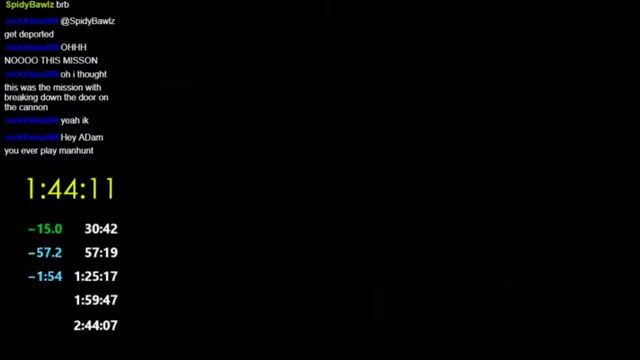 SpidyBawlz brb
@SpidyBawlz
get deported
OHHH
NOOOO THIS MISSON
oh i thought
this was the mission with
breaking down the door on
the cannon
yeah ik
Hey ADam
you ever play manhunt
1:44:11
-15.0 30:42
-57.2 57:19
-1:54 1:25:17
1:59:47
2:44:07